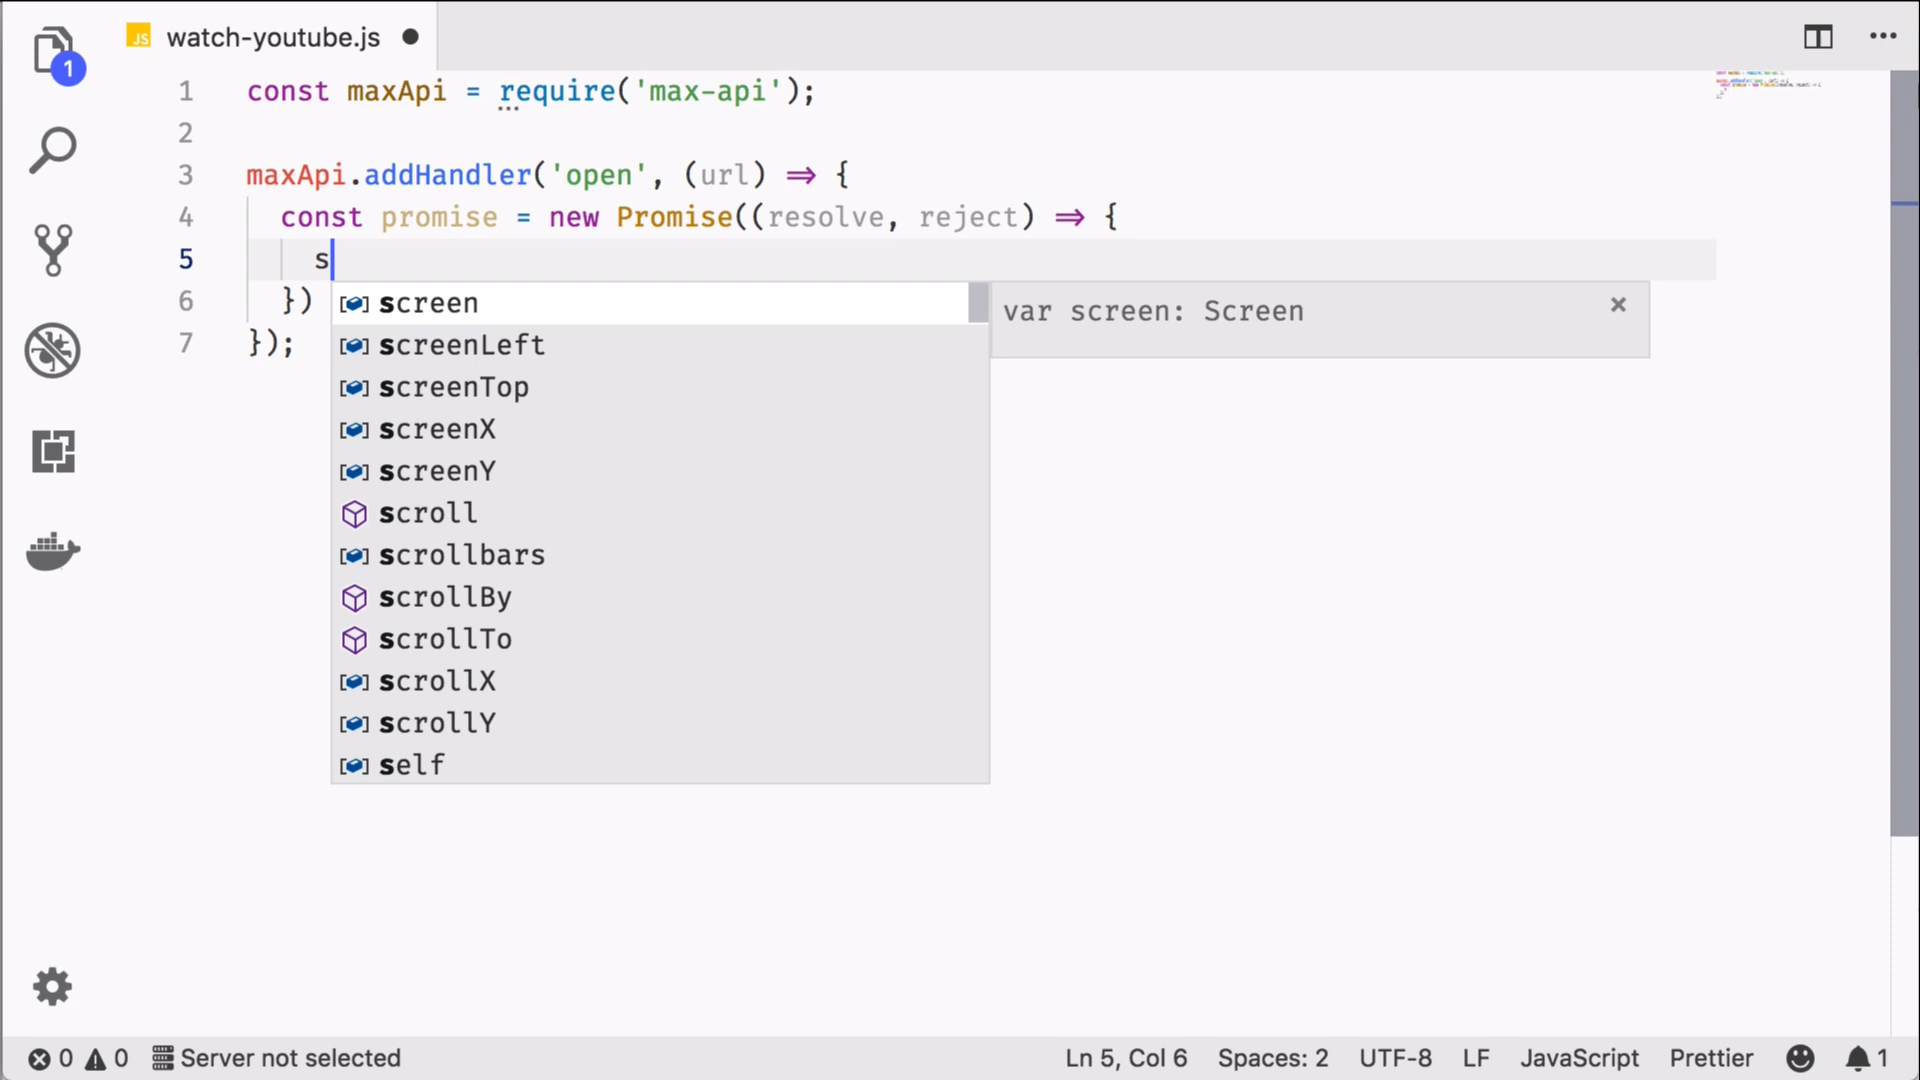 1
JS watch-youtube.js
1 const maxApi = require('max-api');
2
3 maxApi.addHandler('open', (url) => {
4 const promise = new Promise((resolve, reject) => {
5 s
6 })
7 });
screen
var screen: Screen
screenLeft
screenTop
screenX
screenY
scroll
scrollbars
scrollBy
scrollTo
scrollX
scrollY
self
0 0 Server not selected Ln 5, Col 6 Spaces: 2 UTF-8 LF JavaScript Prettier 1